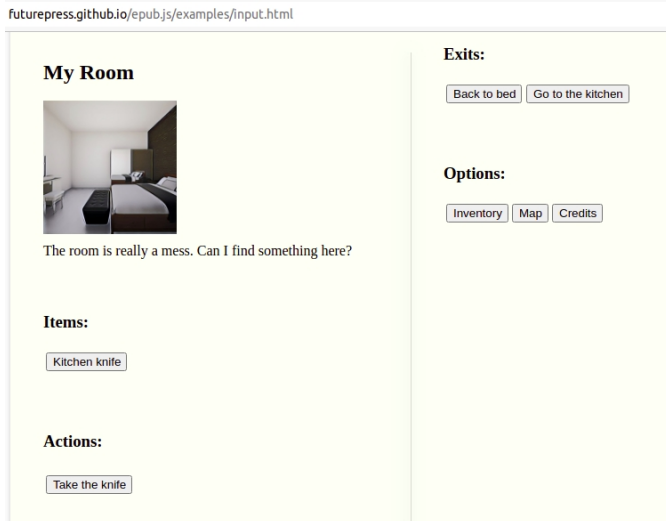 futurepress.github.io/epub.js/examples/input.html
My Room
The room is really a mess. Can I find something here?
Items:
Kitchen knife
Actions:
Take the knife
Exits:
Back to bed Go to the kitchen
Options:
Inventory Map Credits